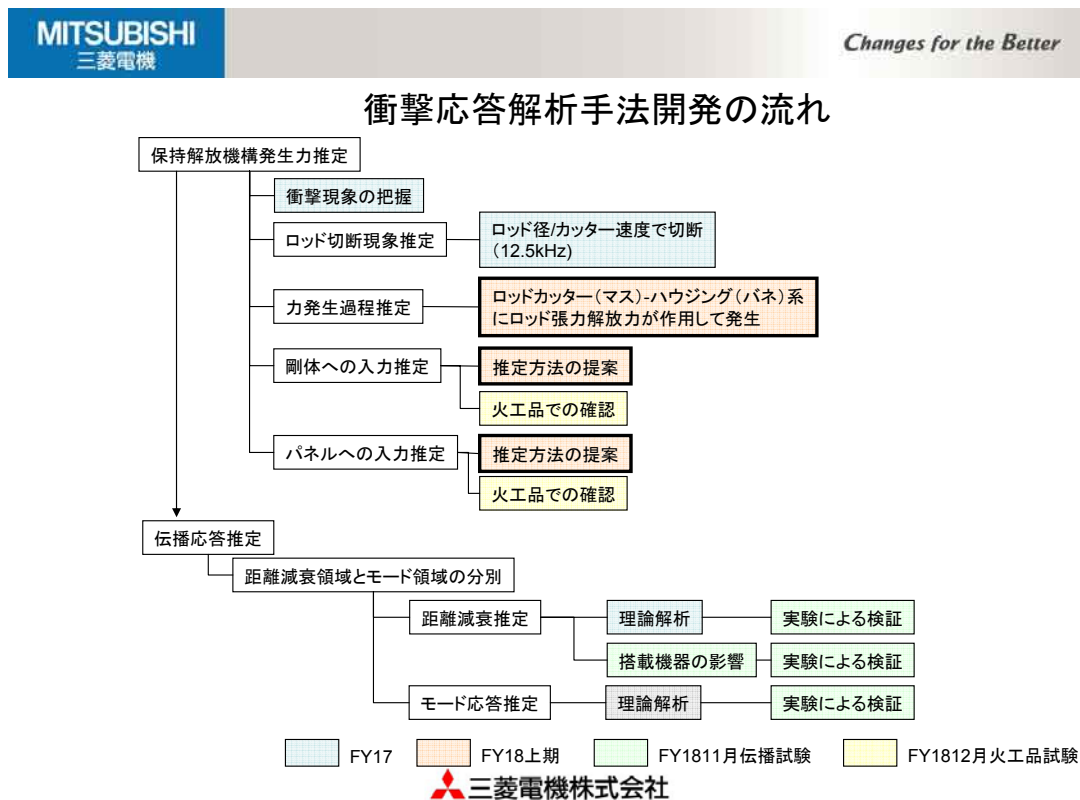 MITSUBISHI
三菱電機
Changes for the Better
衝撃応答解析手法開発の流れ
保持解放機構発生力推定
衝撃現象の把握
ロッド切断現象推定
ロッド径/カッター速度で切断
(12.5kHz)
力発生過程推定
ロッドカッター(マス)-ハウジング(バネ)系
にロッド張力解放力が作用して発生
剛体への入力推定
推定方法の提案
火工品での確認
パネルへの入力推定
推定方法の提案
火工品での確認
伝播応答推定
距離減衰領域とモード領域の分別
距離減衰推定
理論解析
実験による検証
搭載機器の影響
実験による検証
モード応答推定
理論解析
実験による検証
FY17
FY18上期
FY1811月伝播試験
FY1812月火工品試験
三菱電機株式会社